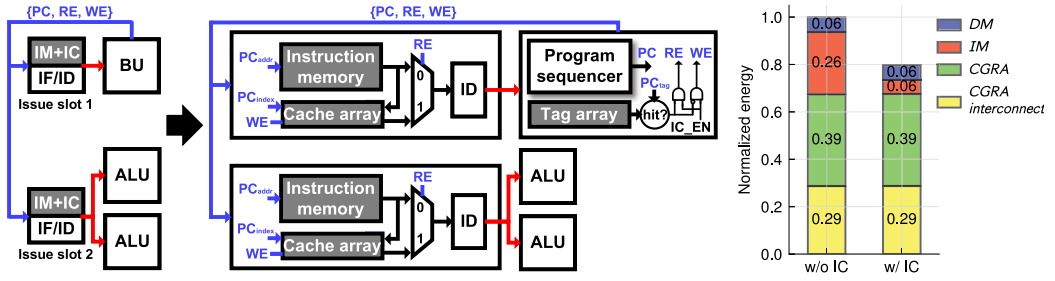 {PC, RE, WE}
IM+IC
IF/ID
BU
Issue slot 1
IM+IC
IF/ID
Issue slot 2
ALU
ALU
{PC, RE, WE}
PCaddr
Instruction memory
RE
0
1
ID
PCindex
WE
Cache array
Program sequencer
PC RE WE
PCtag
Tag array
hit?
IC_EN
PCaddr
Instruction memory
RE
0
1
ID
PCindex
WE
Cache array
ALU
ALU
Normalized energy
1.0
0.8
0.6
0.4
0.2
0.0
0.06
0.26
0.39
0.29
0.06
0.06
0.39
0.29
w/o IC
w/ IC
DM
IM
CGRA
CGRA
interconnect